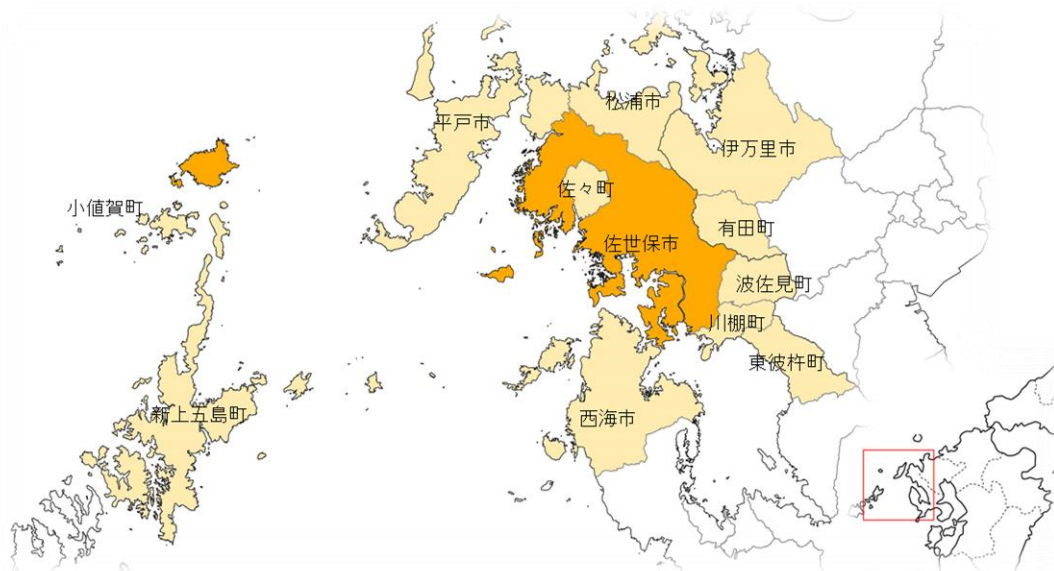 松浦市
平戸市
伊万里市
佐々町
小値賀町
有田町
佐世保市
波佐見町
川棚町
東彼杵町
新上五島町
西海市